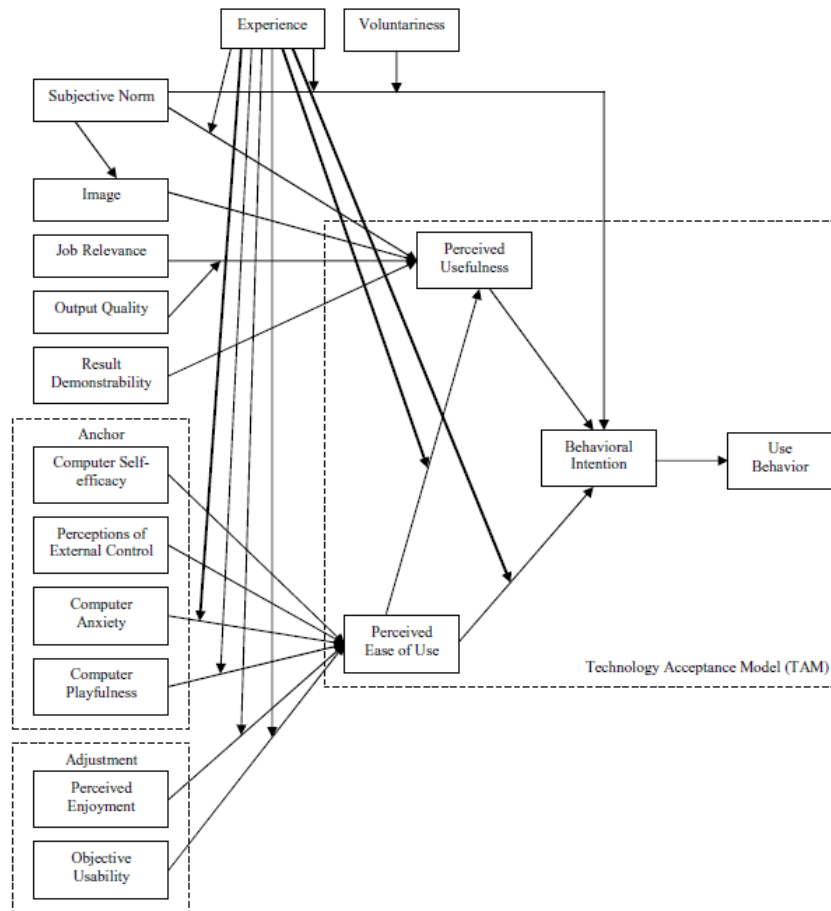 Experience
Voluntariness
Subjective Norm
Image
Job Relevance
Perceived
Usefulness
Output Quality
Result
Demonstrability
Anchor
Computer Self-
efficacy
Behavioral
Intention
Use
Behavior
Perceptions of
External Control
Computer
Anxiety
Perceived
Ease of Use
Computer
Playfulness
Technology Acceptance Model (TAM)
Adjustment
Perceived
Enjoyment
Objective
Usability